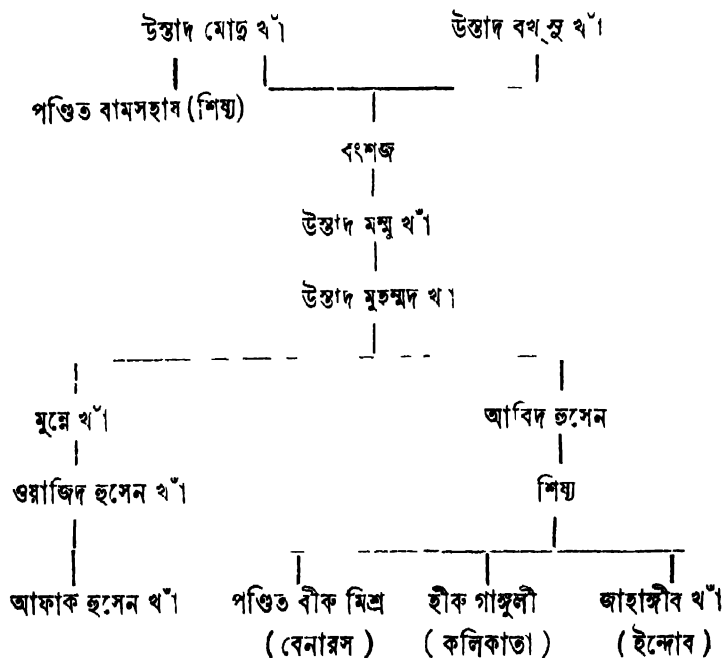 উস্তাদ মোদু খাঁ উস্তাদ বখ্সু খাঁ
পণ্ডিত রামসহায় (শিষ্য)
বংশজ
উস্তাদ মম্মু খাঁ
উস্তাদ মুহম্মদ খাঁ
মুন্নে খাঁ আবিদ হুসেন
ওয়াজিদ হুসেন খাঁ শিষ্য
আফাক হুসেন খাঁ পণ্ডিত বীরু মিশ্র হীরু গাঙ্গুলী জাহাঙ্গীর খাঁ
(বেনারস) (কলিকাতা) (ইন্দোর)